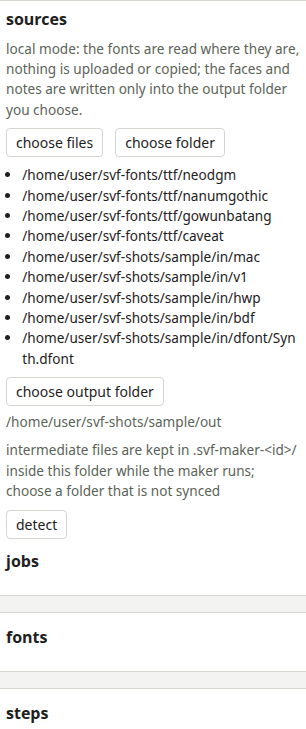 sources
local mode: the fonts are read where they are,
nothing is uploaded or copied; the faces and
notes are written only into the output folder
you choose.
choose files choose folder
• /home/user/svf-fonts/ttf/neodgm
• /home/user/svf-fonts/ttf/nanumgothic
• /home/user/svf-fonts/ttf/gowunbatang
• /home/user/svf-fonts/ttf/caveat
• /home/user/svf-shots/sample/in/mac
• /home/user/svf-shots/sample/in/v1
• /home/user/svf-shots/sample/in/hwp
• /home/user/svf-shots/sample/in/bdf
• /home/user/svf-shots/sample/in/dfont/Syn
th.dfont
choose output folder
/home/user/svf-shots/sample/out
intermediate files are kept in .svf-maker-<id>/
inside this folder while the maker runs;
choose a folder that is not synced
detect
jobs
fonts
steps